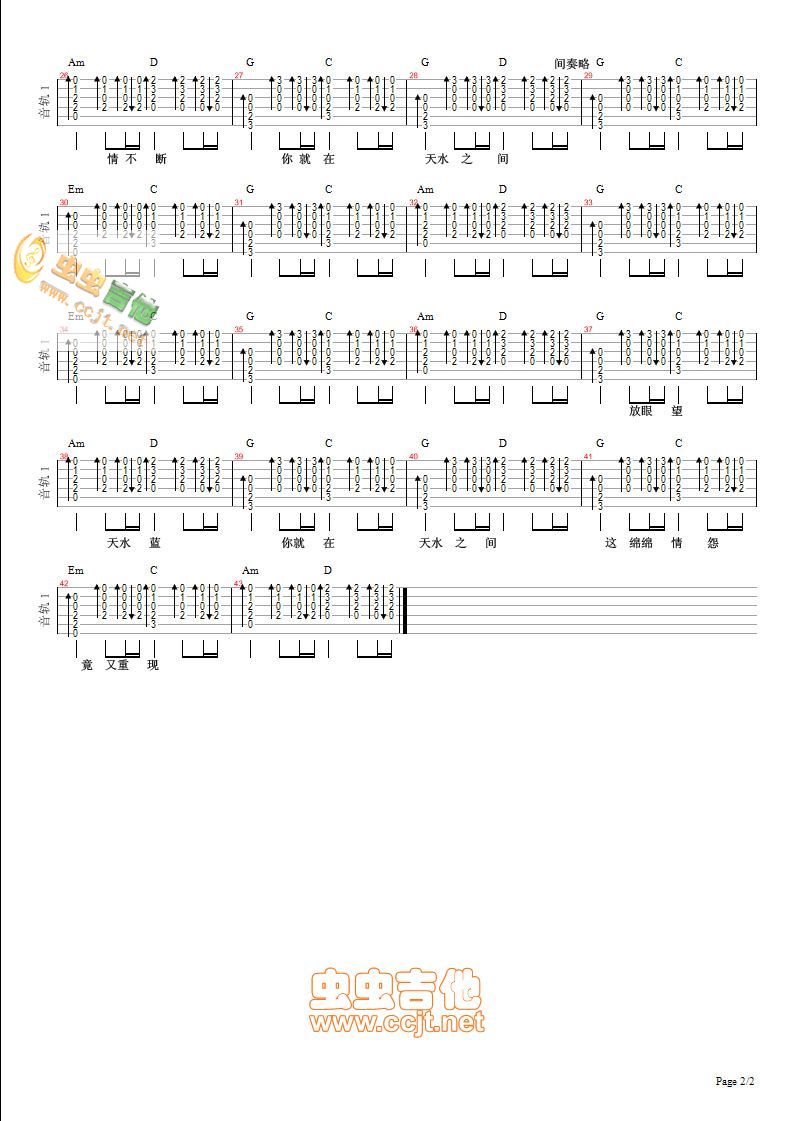 Am D G C G D 间奏略 G C
音轨 1
26 27 28 29
情 不 断 你 就 在 天水 之 间
Em C G C Am D G C
音轨 1
30 31 32 33
虫虫吉他
www.ccjt.net
Em C G C Am D G C
音轨 1
34 35 36 37
放眼 望
Am D G C G D G C
音轨 1
38 39 40 41
天水 蓝 你就 在 天水 之 间 这 绵绵 情 怨
Em C Am D
音轨 1
42 43
竟 又重 现
虫虫吉他
www.ccjt.net
Page 2/2